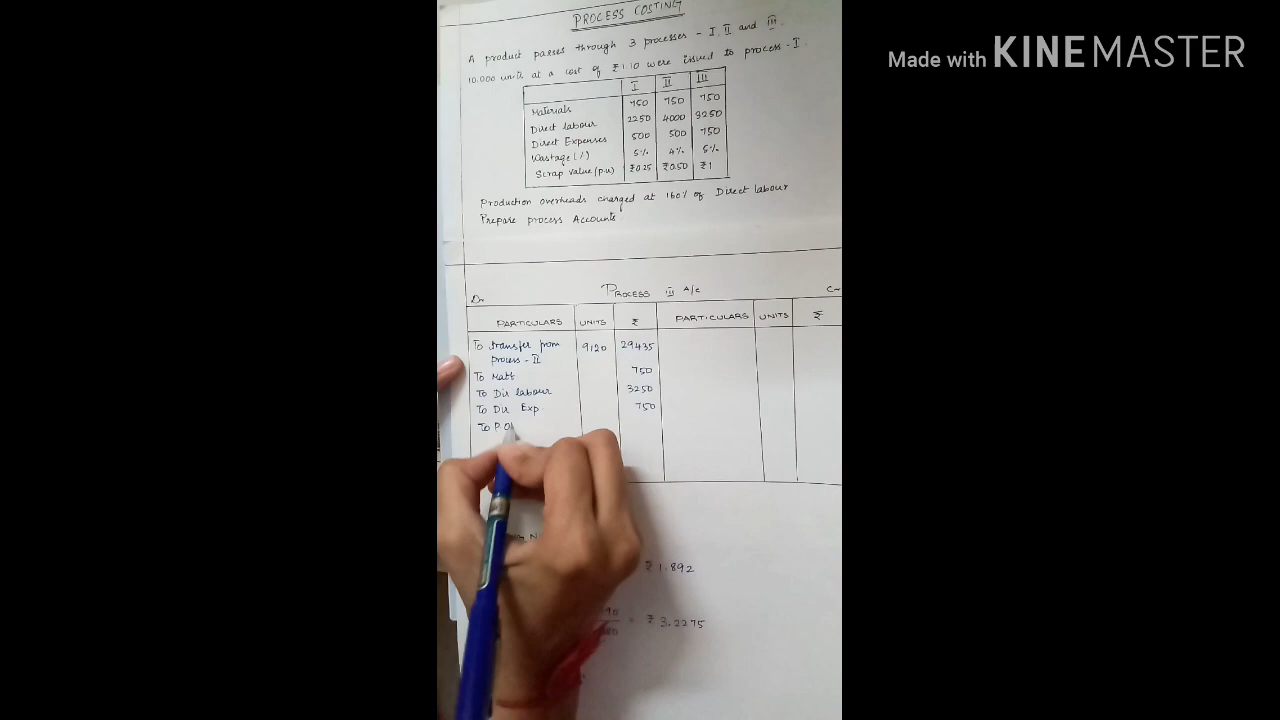 PROCESS COSTING
Made with KINEMASTER
A product passes through 3 processes - I, II and III.
10,000 units at a cost of ₹1.10 were issued to process - I.
I II III
Materials 750 750 750
Direct labour 2250 4000 3250
Direct Expenses 500 500 750
Wastage (%) 5% 4% 5%
Scrap value (p.u) ₹0.25 ₹0.50 ₹1
Production overheads charged at 160% of Direct labour
Prepare process Accounts
Dr PROCESS III A/c Cr
PARTICULARS UNITS ₹ PARTICULARS UNITS ₹
To transfer from 9120 29435
process - II
To Matt 750
To Dir labour 3250
To Dir Exp 750
To P.O
₹1.892
= ₹3.2275